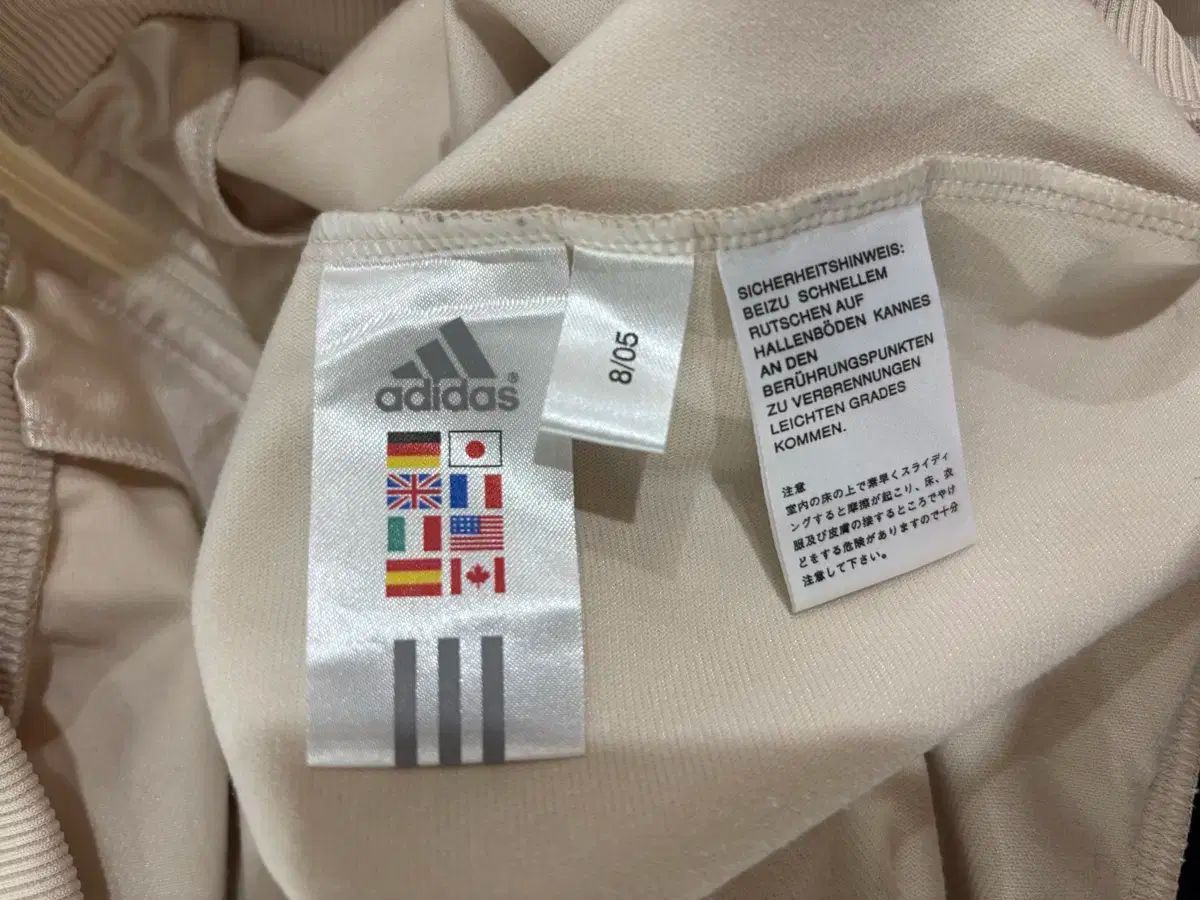 adidas®
8/05
SICHERHEITSHINWEIS:
BEIZU SCHNELLEM
RUTSCHEN AUF
HALLENBÖDEN KANNES
AN DEN
BERÜHRUNGSPUNKTEN
ZU VERBRENNUNGEN
LEICHTEN GRADES
KOMMEN.
注意
室内の床の上で素早くスライディ
ングすると摩擦が起こり、床、衣
服及び皮膚の接するところでやけ
どをする危険がありますので十分
注意して下さい。